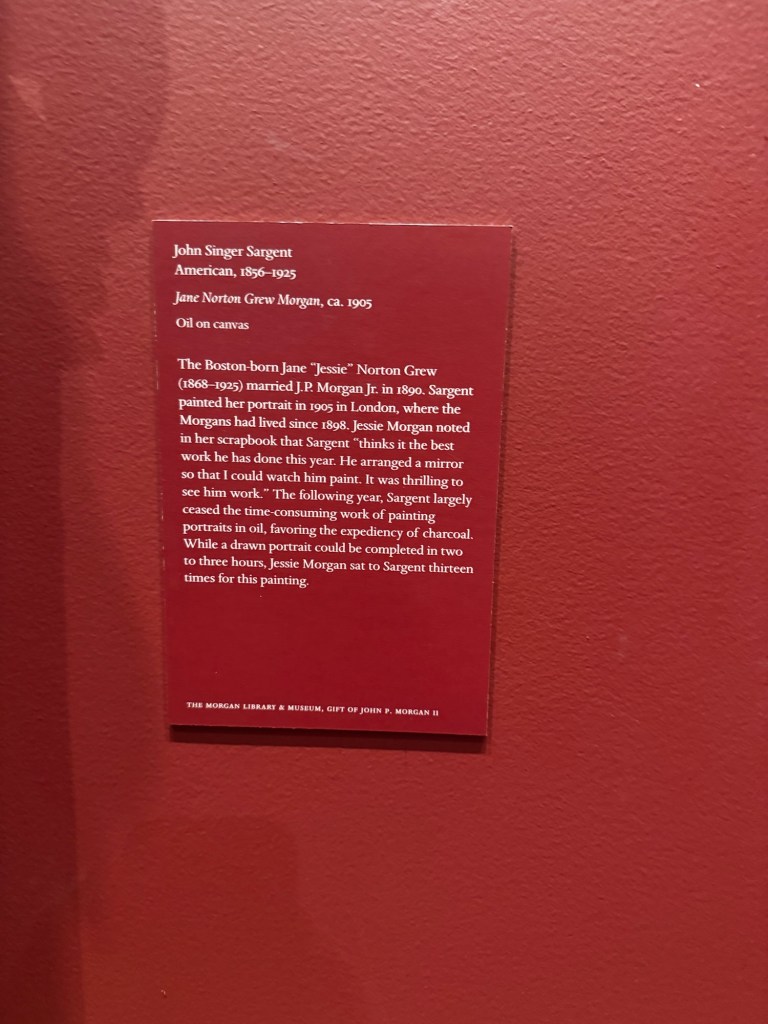 John Singer Sargent
American, 1856–1925
Jane Norton Grew Morgan, ca. 1905
Oil on canvas
The Boston-born Jane “Jessie” Norton Grew
(1868–1925) married J.P. Morgan Jr. in 1890. Sargent
painted her portrait in 1905 in London, where the
Morgans had lived since 1898. Jessie Morgan noted
in her scrapbook that Sargent “thinks it the best
work he has done this year. He arranged a mirror
so that I could watch him paint. It was thrilling to
see him work.” The following year, Sargent largely
ceased the time-consuming work of painting
portraits in oil, favoring the expediency of charcoal.
While a drawn portrait could be completed in two
to three hours, Jessie Morgan sat to Sargent thirteen
times for this painting.
THE MORGAN LIBRARY & MUSEUM, GIFT OF JOHN P. MORGAN II